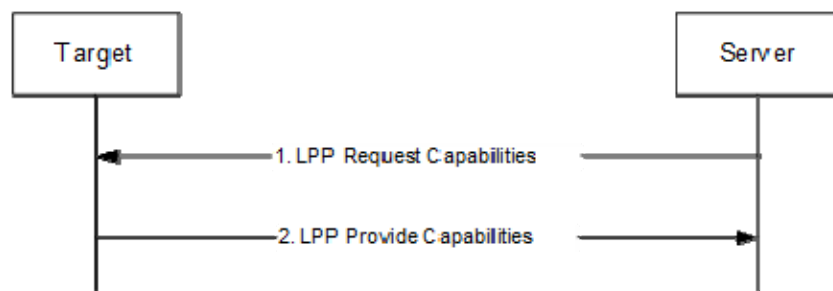 Target
Server
1. LPP Request Capabilities
2. LPP Provide Capabilities